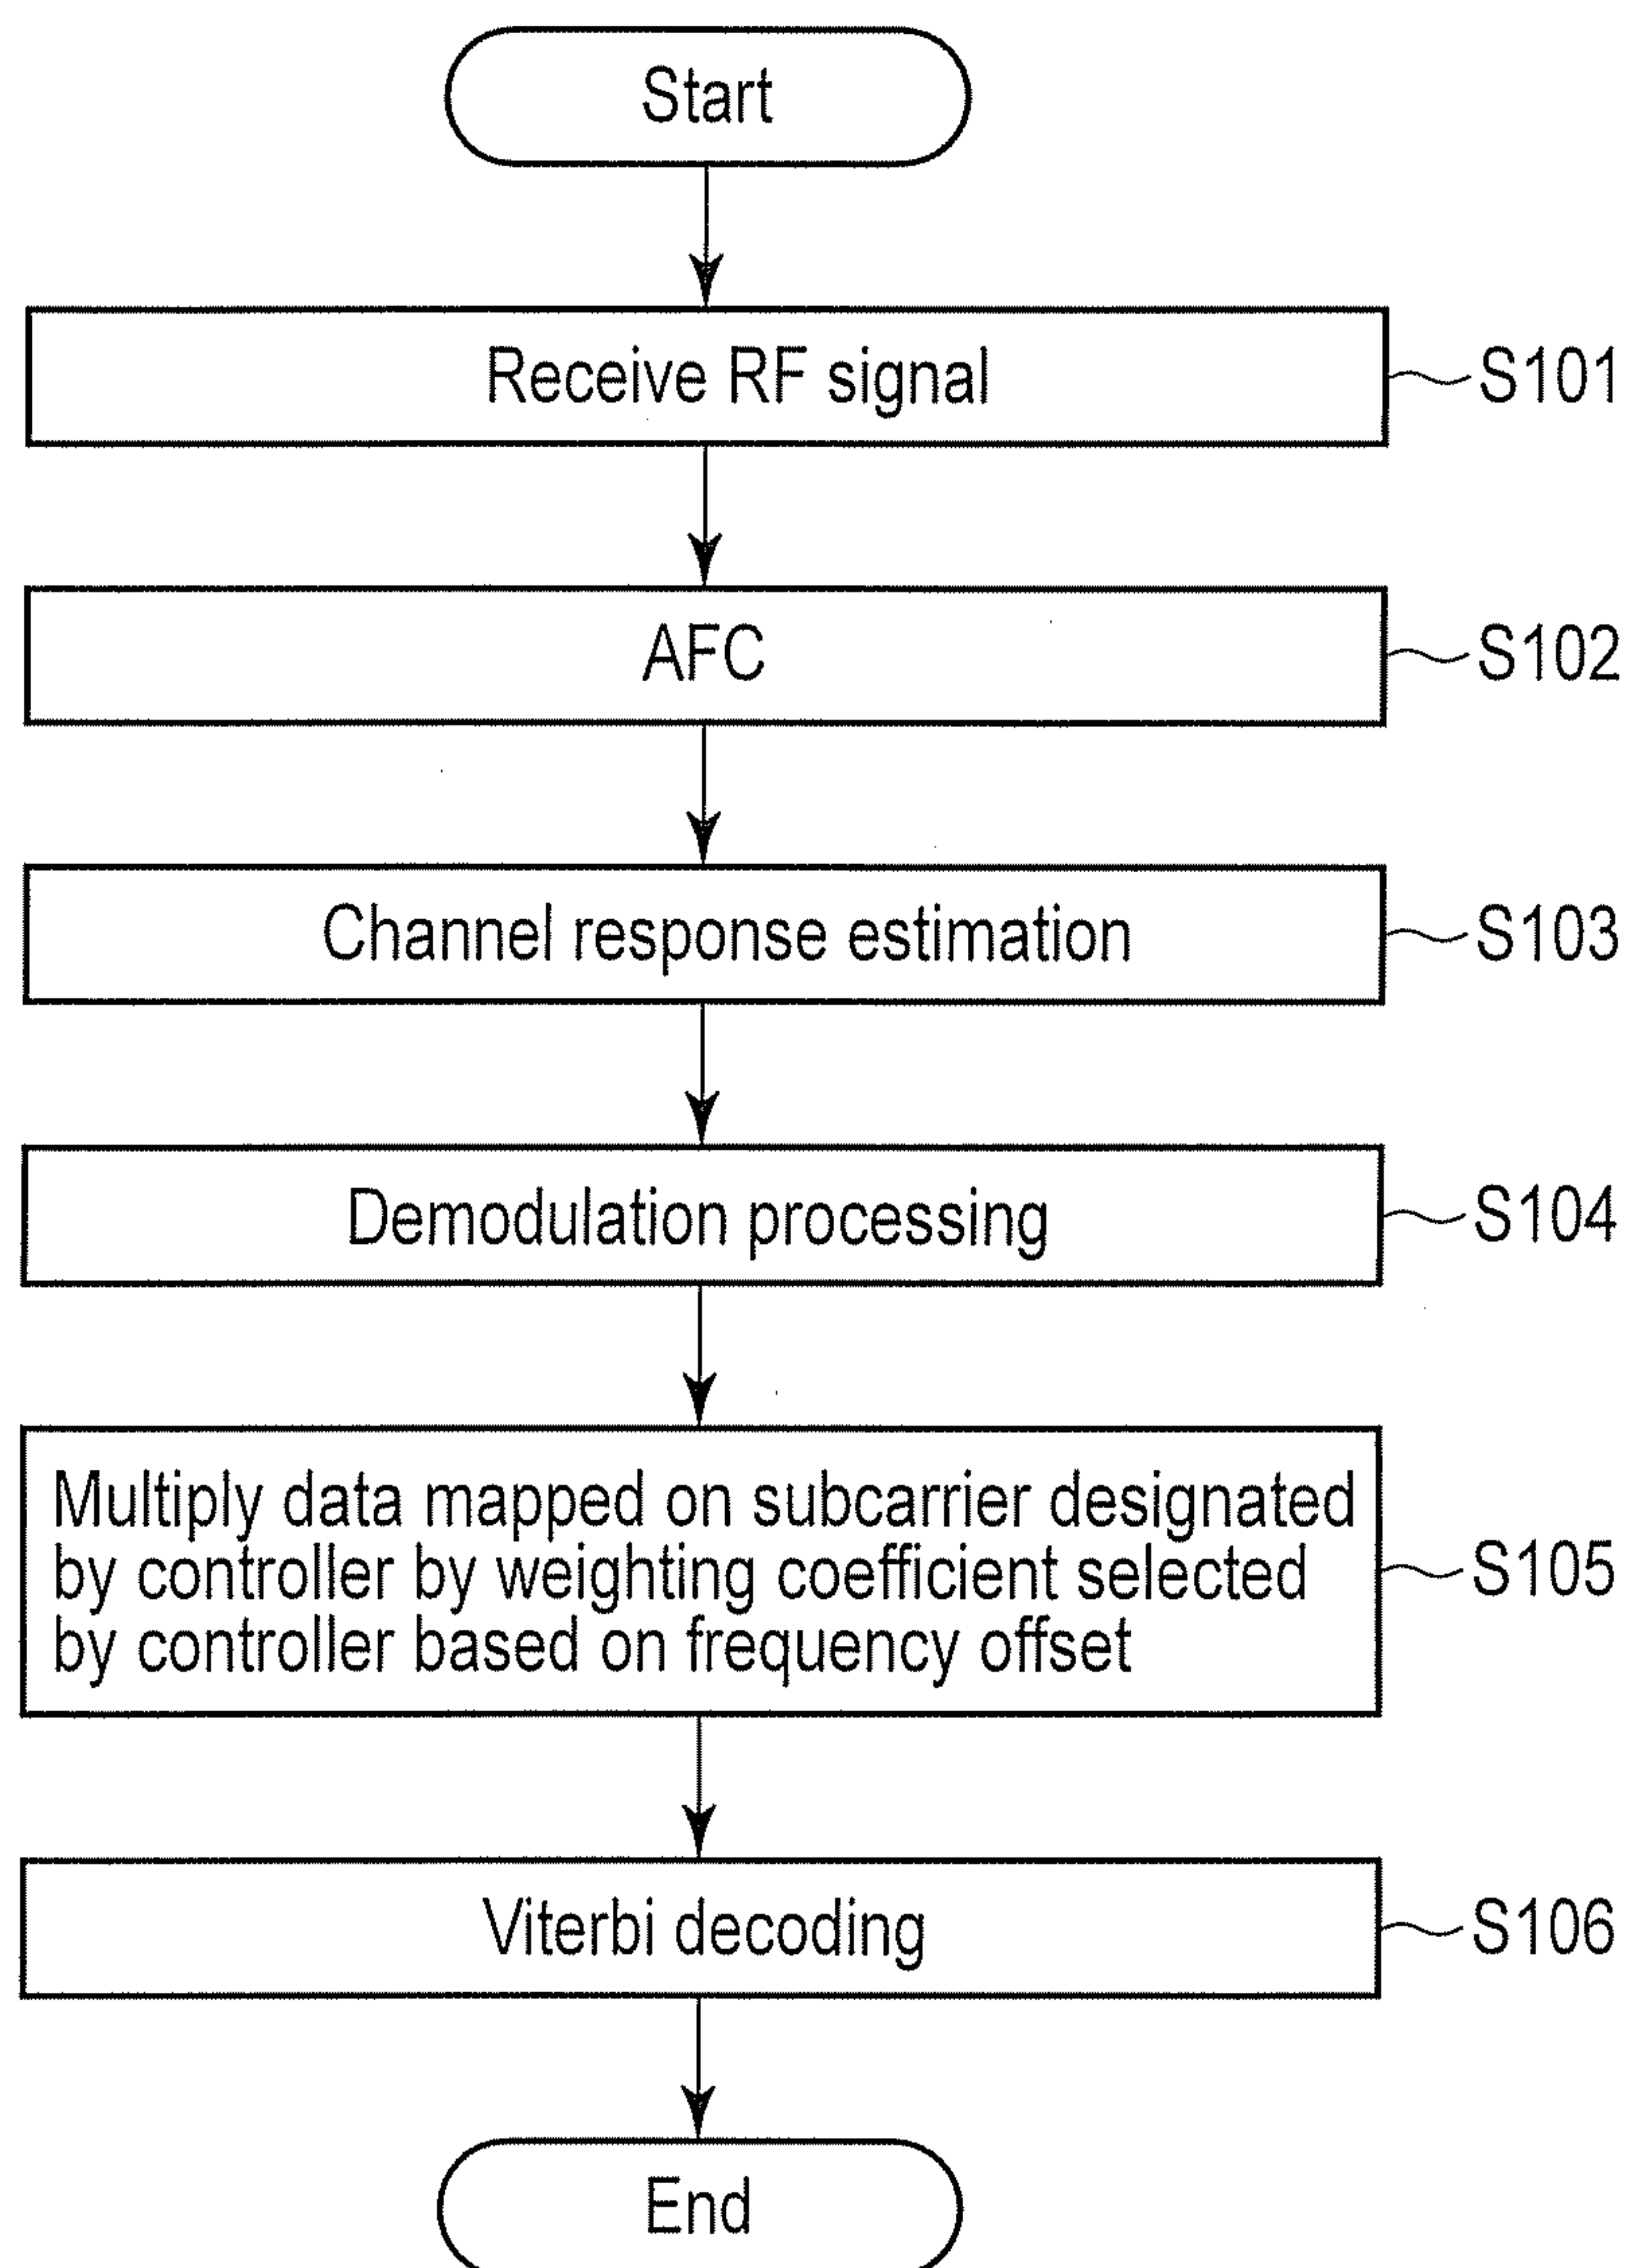 Start
Receive RF signal
S101
AFC
S102
Channel response estimation
S103
Demodulation processing
S104
Multiply data mapped on subcarrier designated
by controller by weighting coefficient selected
by controller based on frequency offset
S105
Viterbi decoding
S106
End